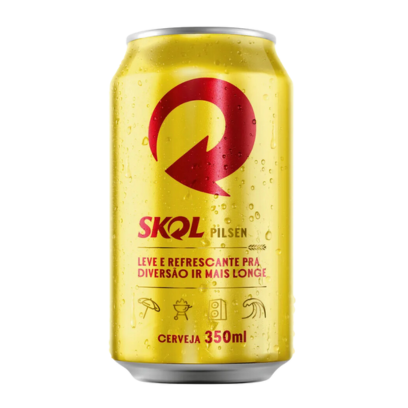 SKOL PILSEN
LEVE E REFRESCANTE PRA
DIVERSÃO IR MAIS LONGE
CERVEJA 350ml